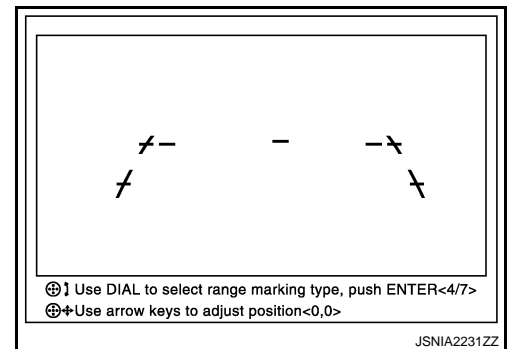 Use DIAL to select range marking type, push ENTER<4/7>
Use arrow keys to adjust position<0,0>
JSNIA2231ZZ